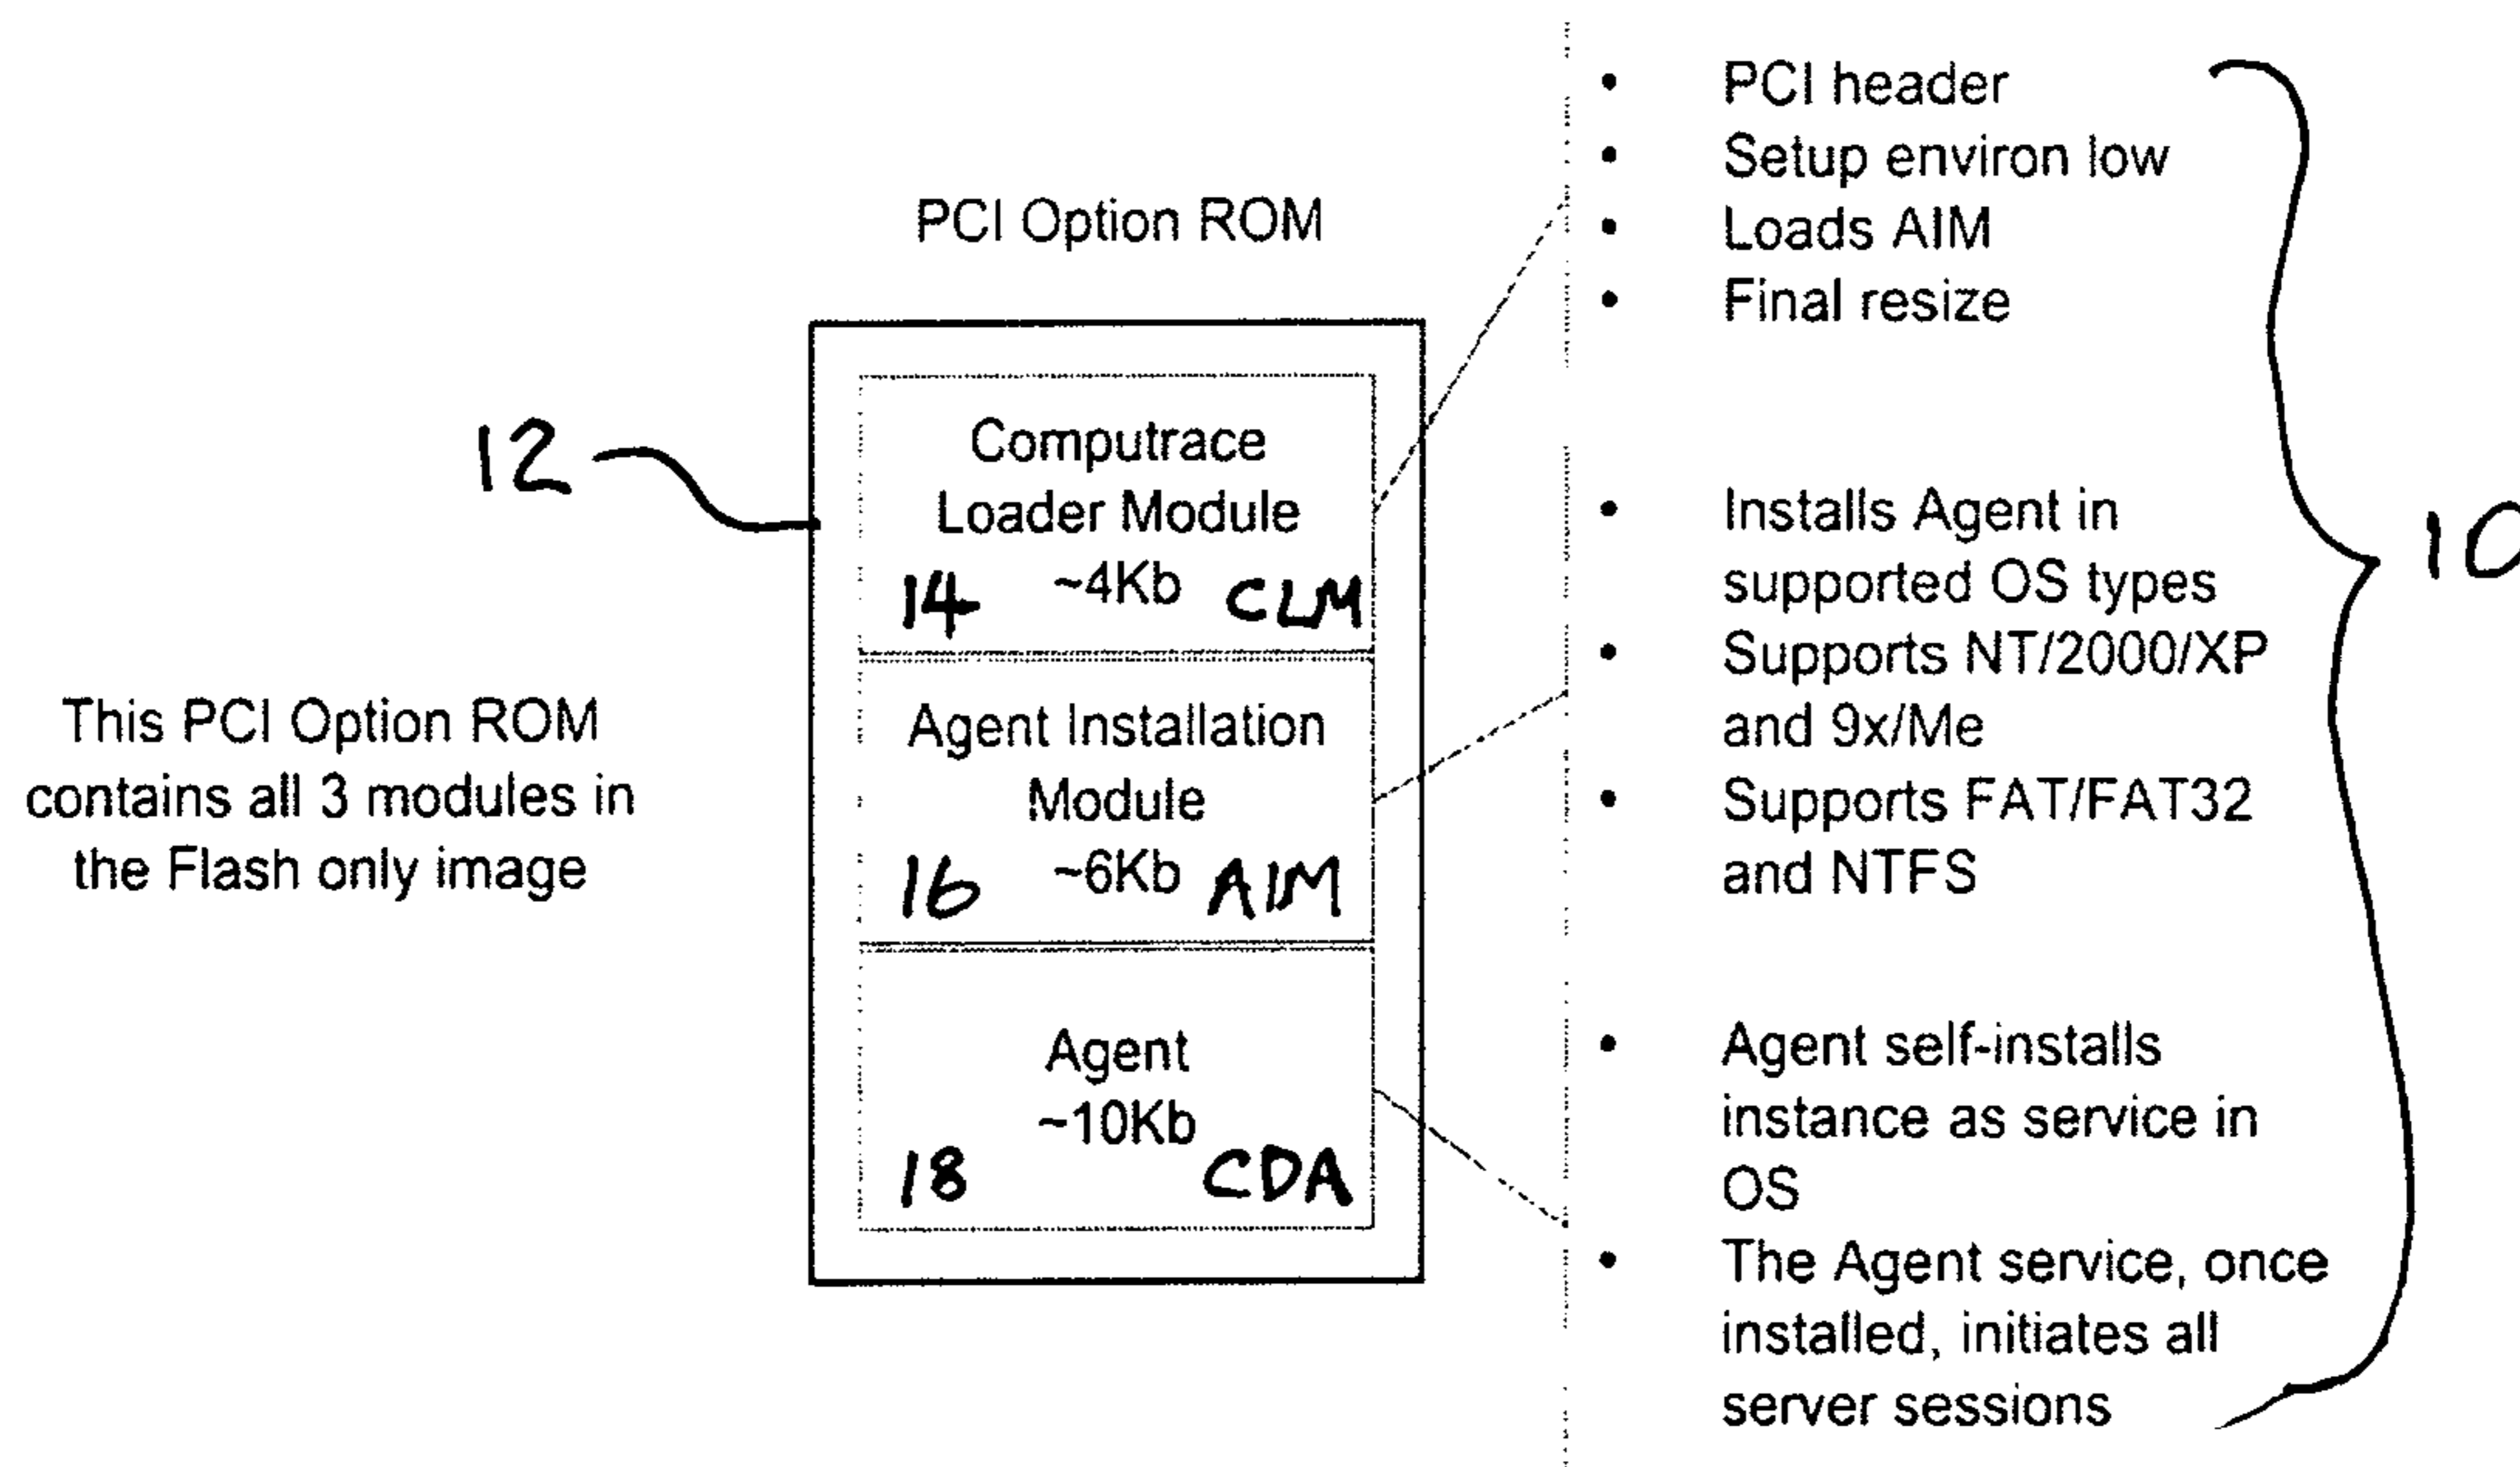 PCI Option ROM
12
Computrace
Loader Module
~4Kb
14
CLM
Agent Installation
Module
~6Kb
16
AIM
Agent
~10Kb
18
CDA
This PCI Option ROM
contains all 3 modules in
the Flash only image
• PCI header
• Setup environ low
• Loads AIM
• Final resize
• Installs Agent in
supported OS types
• Supports NT/2000/XP
and 9x/Me
• Supports FAT/FAT32
and NTFS
• Agent self-installs
instance as service in
OS
• The Agent service, once
installed, initiates all
server sessions
10